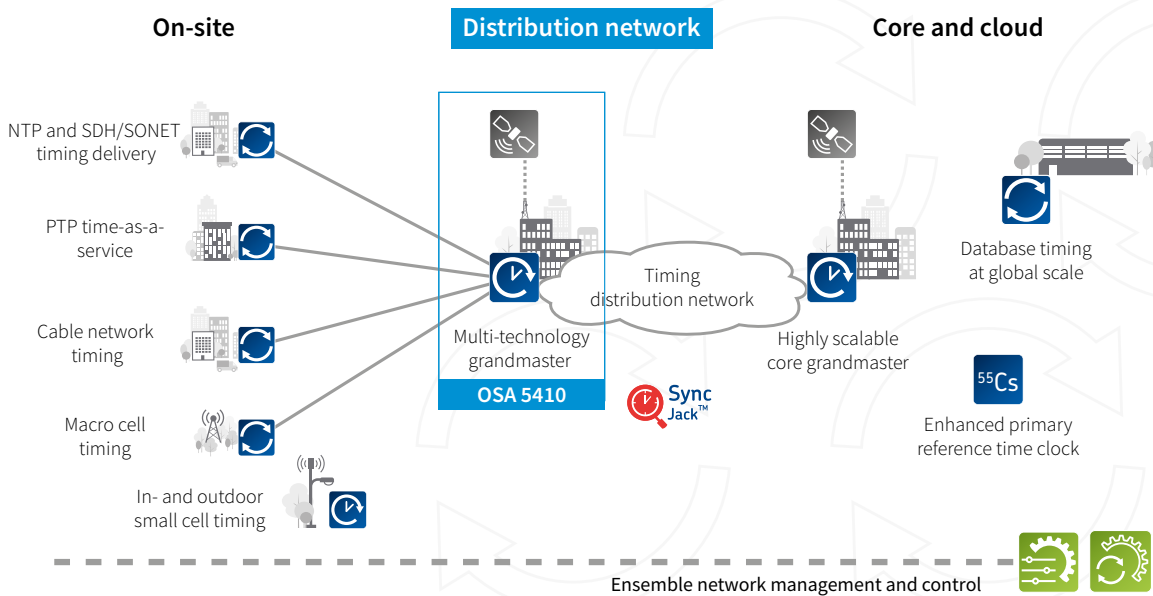 On-site
Distribution network
Core and cloud
NTP and SDH/SONET
timing delivery
PTP time-as-a-
service
Cable network
timing
Macro cell
timing
In- and outdoor
small cell timing
Multi-technology
grandmaster
OSA 5410
Timing
distribution network
Sync
Jack™
Highly scalable
core grandmaster
Database timing
at global scale
⁵⁵Cs
Enhanced primary
reference time clock
Ensemble network management and control